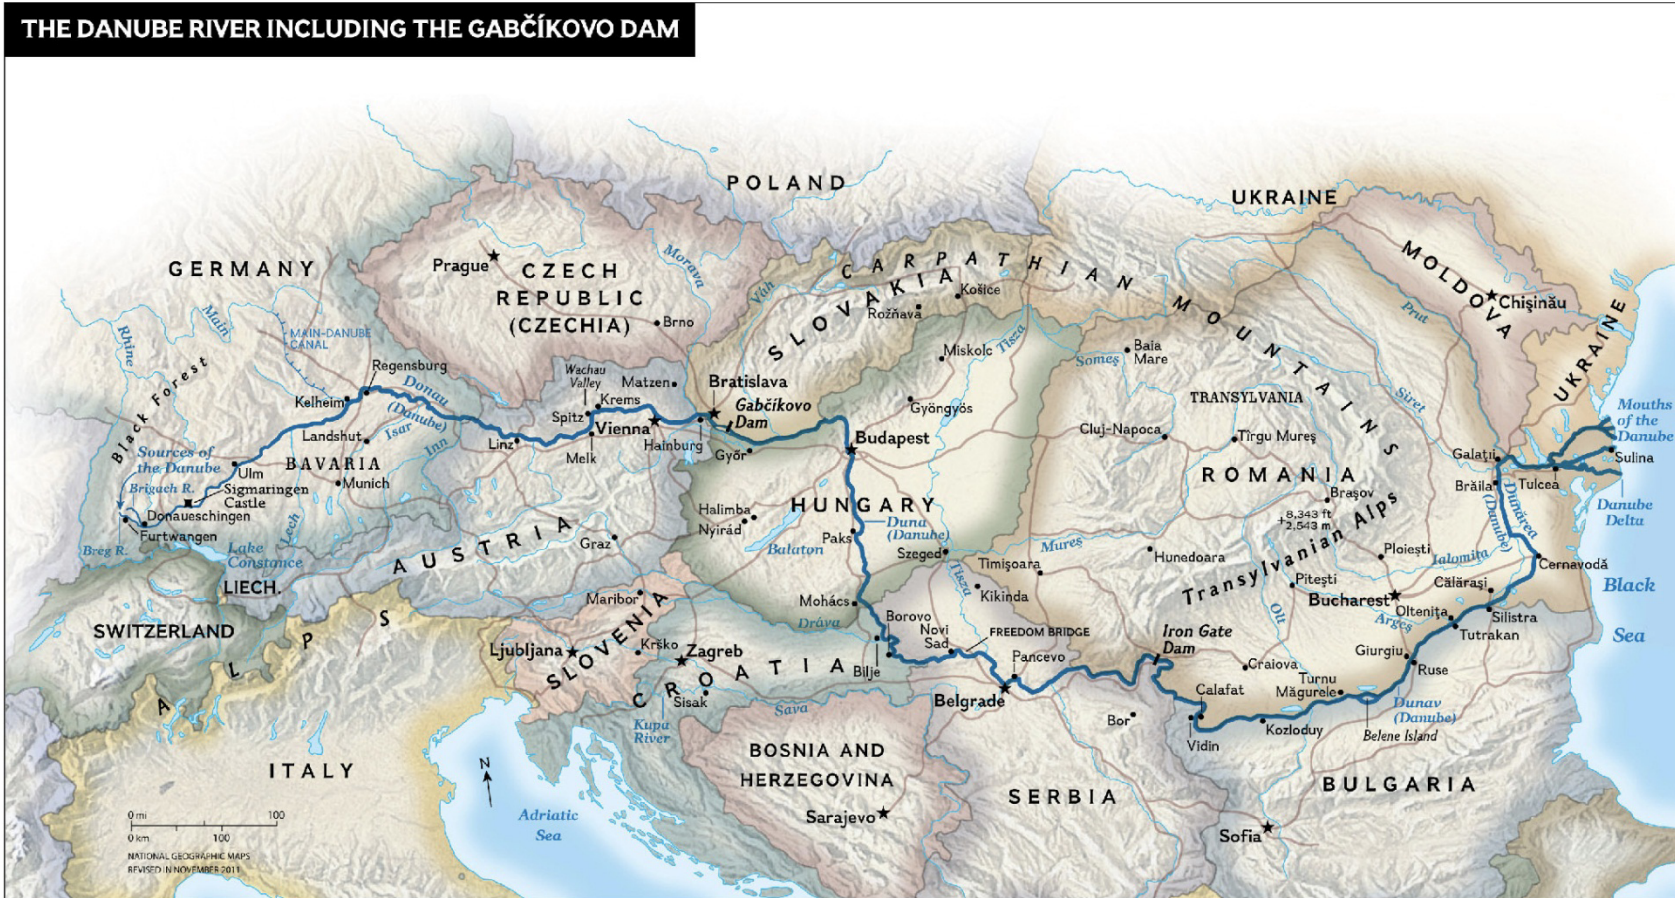 THE DANUBE RIVER INCLUDING THE GABČÍKOVO DAM
POLAND
UKRAINE
GERMANY
Prague
CZECH
REPUBLIC
(CZECHIA)
Morava
Brno
Váh
CARPATHIAN MOUNTAINS
SLOVAKIA
Košice
Rožňava
MOLDOVA
Chişinău
UKRAINE
Prut
Siret
Rhine
Main
MAIN-DANUBE
CANAL
Black Forest
Regensburg
Kelheim
Donau
(Danube)
Landshut
Isar
Inn
Sources of
the Danube
Brigach R.
BAVARIA
Ulm
Munich
Sigmaringen
Castle
Donaueschingen
Furtwangen
Breg R.
Lech
Lake
Constance
LIECH.
SWITZERLAND
ALPS
Wachau
Valley
Matzen
Krems
Spitz
Vienna
Linz
Melk
Hainburg
Bratislava
Gabčíkovo
Dam
Győr
AUSTRIA
Graz
Miskolc
Tisza
Gyöngyös
Budapest
HUNGARY
Halimba
Nyirád
Balaton
Paks
Duna
(Danube)
Szeged
Mohács
Tisza
Someş
Baia
Mare
TRANSYLVANIA
Cluj-Napoca
Tîrgu Mureş
ROMANIA
Braşov
8,343 ft
2,543 m
Transylvanian Alps
Mureş
Hunedoara
Timişoara
Kikinda
Piteşti
Ploieşti
Ialomița
Bucharest
Călăraşi
Olteniţa
Argeş
Olt
Galaţii
Brăila
Dunărea
(Danube)
Tulcea
Mouths
of the
Danube
Sulina
Danube
Delta
Cernavodă
Black
Sea
Silistra
Tutrakan
Giurgiu
Ruse
Maribor
SLOVENIA
Ljubljana
Krško
Zagreb
CROATIA
Sisak
Kupa
River
Sava
Dráva
Borovo
Bilje
Novi
Sad
FREEDOM BRIDGE
Pancevo
Belgrade
Iron Gate
Dam
Craiova
Calafat
Turnu
Măgurele
Bor
Vidin
Kozloduy
Dunav
(Danube)
Belene Island
BOSNIA AND
HERZEGOVINA
Sarajevo
SERBIA
BULGARIA
Sofia
ITALY
N
Adriatic
Sea
0 mi 100
0 km 100
NATIONAL GEOGRAPHIC MAPS
REVISED IN NOVEMBER 2011